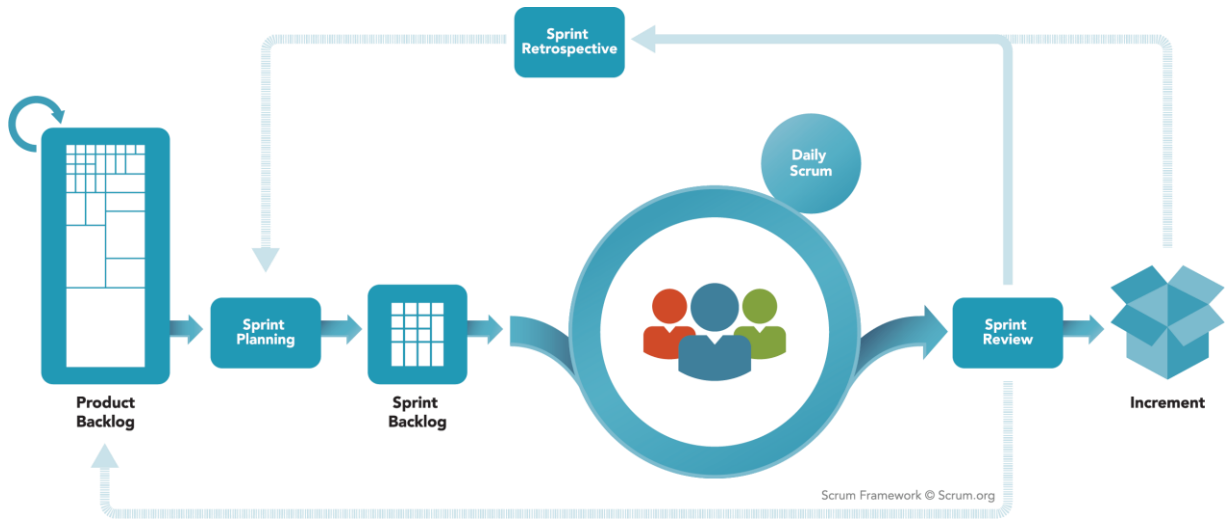 Sprint
Retrospective
Daily
Scrum
Sprint
Planning
Sprint
Review
Product
Backlog
Sprint
Backlog
Increment
Scrum Framework © Scrum.org